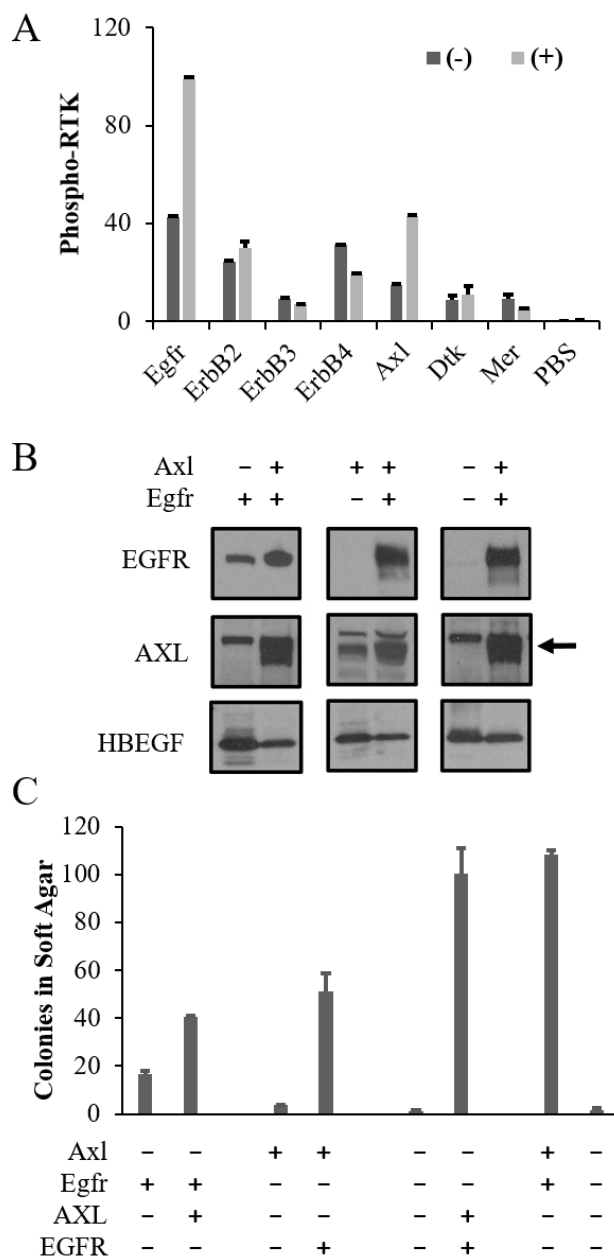 A
120
80
40
0
Phospho-RTK
(-) (+)
Egfr ErbB2 ErbB3 ErbB4 Axl Dtk Mer PBS
B
Axl − + + + − +
Egfr + + − + − +
EGFR
AXL
HBEGF
C
120
100
80
60
40
20
0
Colonies in Soft Agar
Axl − − + + − − + −
Egfr + + − − − − + −
AXL − + − − − + − −
EGFR − − − + − + − −